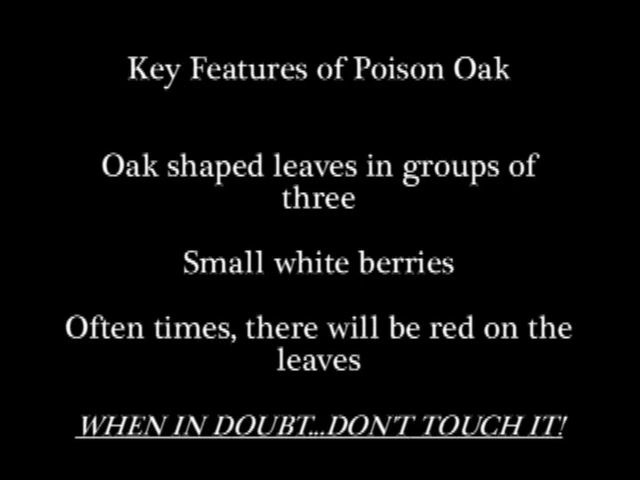 Key Features of Poison Oak
Oak shaped leaves in groups of
three
Small white berries
Often times, there will be red on the
leaves
WHEN IN DOUBT...DON'T TOUCH IT!